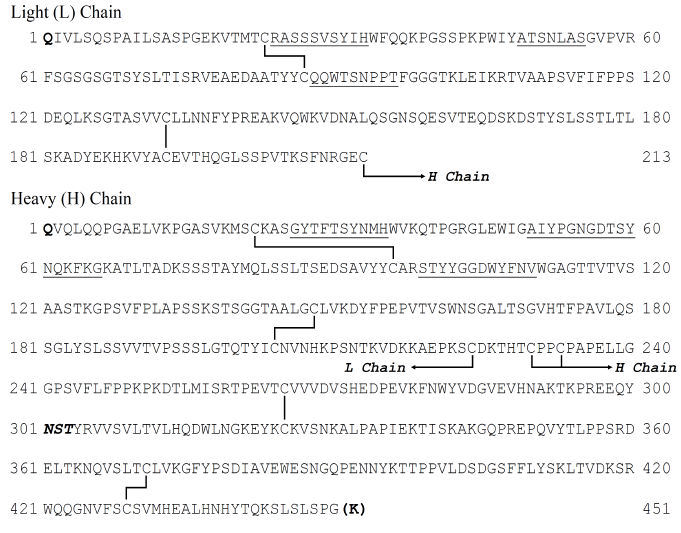 Light (L) Chain
1 QIVLSQSPAILSASPGEKVTMTCRASSSVSYIHWFQQKPGSSPKPWIYATSNLASGVPVR 60
61 FSGSGSGTSYSLTISRVEAEDAATYYCQQWTSNPPTFGGGTKLEIKRTVAAPSVFIFPPS 120
121 DEQLKSGTASVVCLLNNFYPREAKVQWKVDNALQSGNSQESVTEQDSKDSTYSLSSTLTL 180
181 SKADYEKHKVYACEVTHQGLSSPVTKSFNRGEC 213
H Chain
Heavy (H) Chain
1 QVQLQQPGAELVKPGASVKMSCKASGYTFTSYNMHWVKQTPGRGLEWIGAIYPGNGDTSY 60
61 NQKFKGKATLTADKSSSTAYMQLSSLTSEDSAVYYCARSTYYGGDWYFNVWGAGTTVTVS 120
121 AASTKGPSVFPLAPSSKSTSGGTAALGCLVKDYFPEPVTVSWNSGALTSGVHTFPAVLQS 180
181 SGLYSLSSVVTVPSSSLGTQTYICNVNHKPSNTKVDKKAEPKSCDKTHTCPPCPAPELLG 240
L Chain H Chain
241 GPSVFLFPPKPKDTLMISRTPEVTCVVVDVSHEDPEVKFNWYVDGVEVHNAKTKPREEQY 300
301 NSTYRVVSVLTVLHQDWLNGKEYKCKVSNKALPAPIEKTISKAKGQPREPQVYTLPPSRD 360
361 ELTKNQVSLTCLVKGFYPSDIAVEWESNGQPENNYKTTPPVLDSDGSFFLYSKLTVDKSR 420
421 WQQGNVFSCSVMHEALHNHYTQKSLSLSPG(K) 451